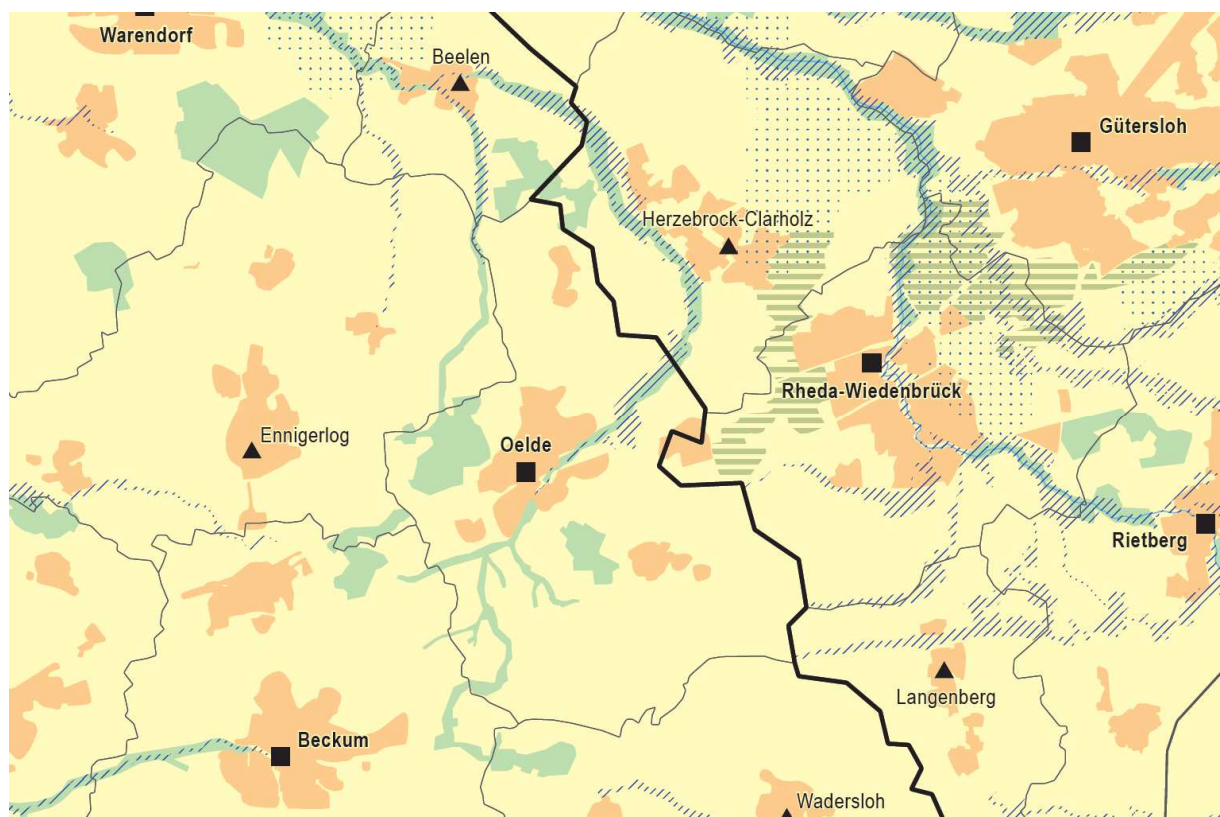 Warendorf
Beelen
Gütersloh
Herzebrock-Clarholz
Rheda-Wiedenbrück
Ennigerlog
Oelde
Rietberg
Langenberg
Beckum
Wadersloh